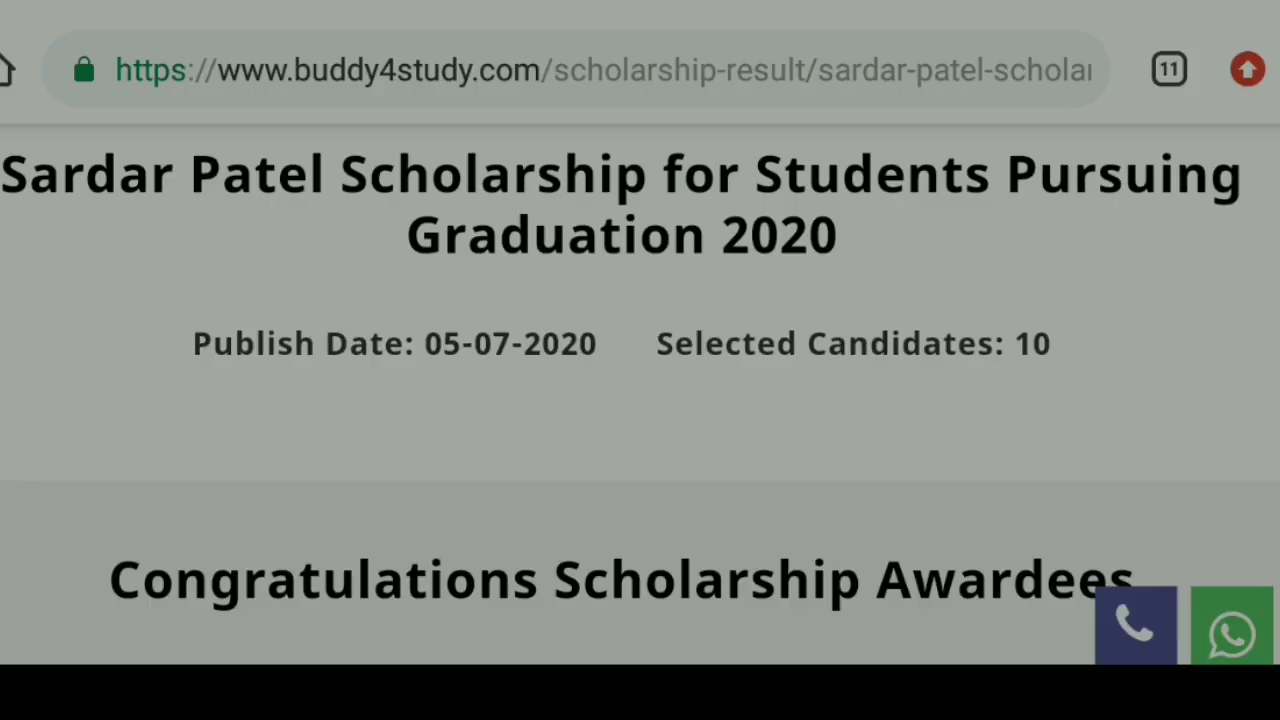 https://www.buddy4study.com/scholarship-result/sardar-patel-scholar
11
Sardar Patel Scholarship for Students Pursuing
Graduation 2020
Publish Date: 05-07-2020 Selected Candidates: 10
Congratulations Scholarship Awardees